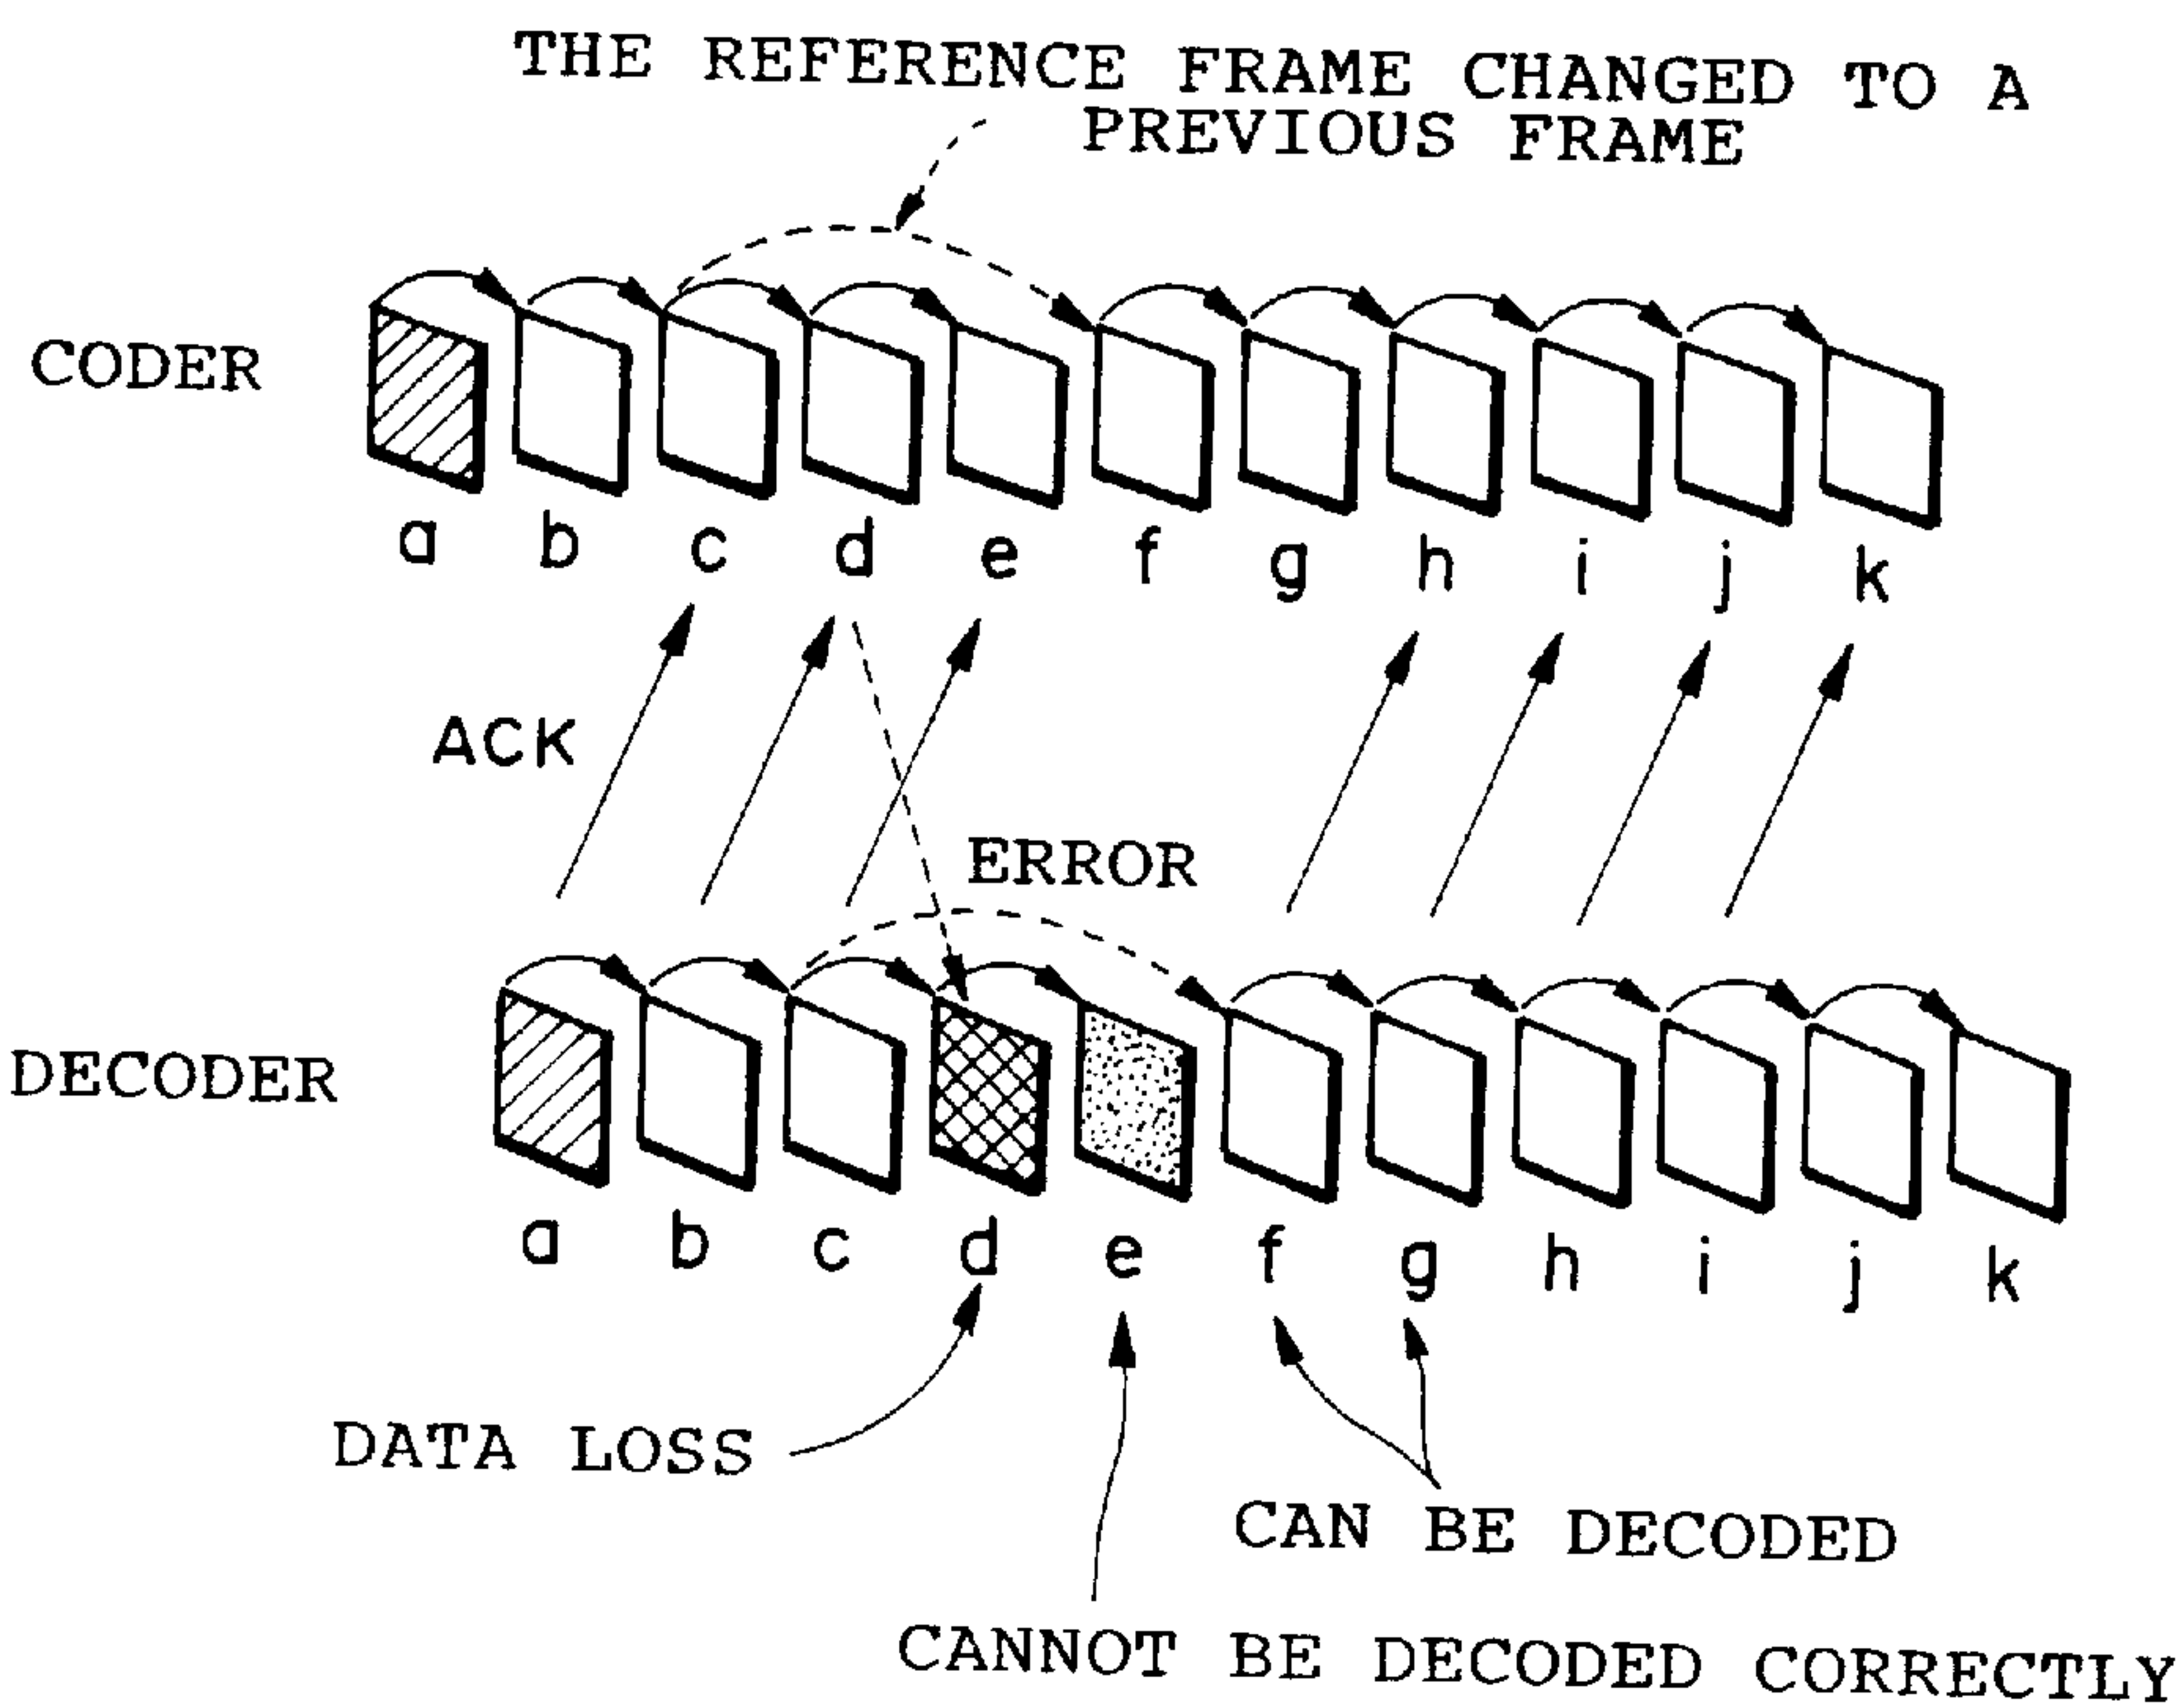 THE REFERENCE FRAME CHANGED TO A
PREVIOUS FRAME
CODER
a b c d e f g h i j k
ACK
ERROR
DECODER
a b c d e f g h i j k
DATA LOSS
CAN BE DECODED
CANNOT BE DECODED CORRECTLY